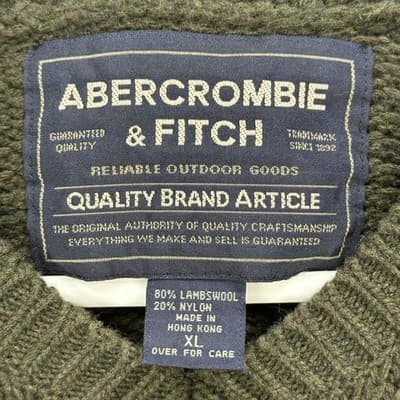 ABERCROMBIE
& FITCH
GUARANTEED
QUALITY
TRADEMARK
SINCE 1892
RELIABLE OUTDOOR GOODS
QUALITY BRAND ARTICLE
THE ORIGINAL AUTHORITY OF QUALITY CRAFTSMANSHIP
EVERYTHING WE MAKE AND SELL IS GUARANTEED
80% LAMBSWOOL
20% NYLON
MADE IN
HONG KONG
XL
OVER FOR CARE